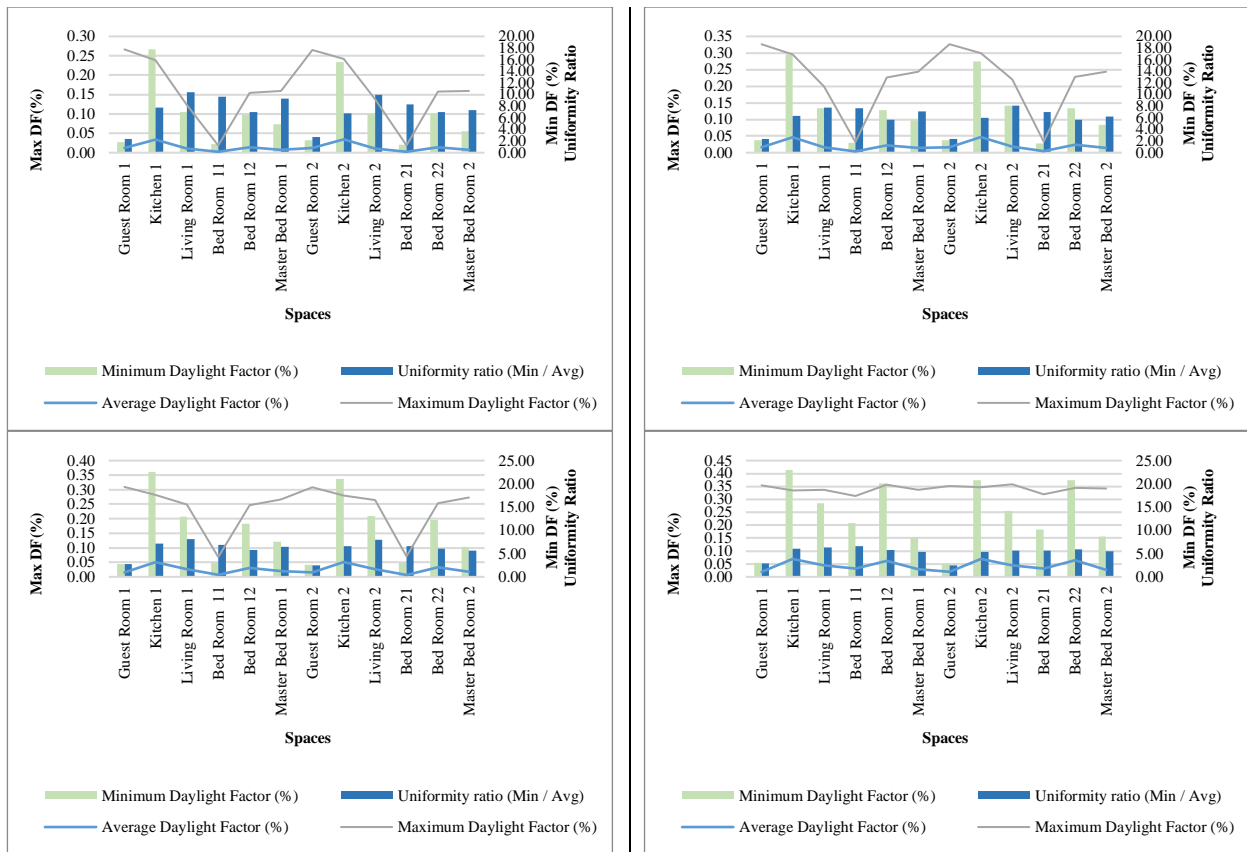 0.30
0.25
0.20
0.15
0.10
0.05
0.00
Max DF(%)
20.00
18.00
16.00
14.00
12.00
10.00
8.00
6.00
4.00
2.00
0.00
Min DF (%)
Uniformity Ratio
Guest Room 1
Kitchen 1
Living Room 1
Bed Room 11
Bed Room 12
Master Bed Room 1
Guest Room 2
Kitchen 2
Living Room 2
Bed Room 21
Bed Room 22
Master Bed Room 2
Spaces
Minimum Daylight Factor (%)
Uniformity ratio (Min / Avg)
Average Daylight Factor (%)
Maximum Daylight Factor (%)
0.35
0.30
0.25
0.20
0.15
0.10
0.05
0.00
Max DF(%)
20.00
18.00
16.00
14.00
12.00
10.00
8.00
6.00
4.00
2.00
0.00
Min DF (%)
Uniformity Ratio
Guest Room 1
Kitchen 1
Living Room 1
Bed Room 11
Bed Room 12
Master Bed Room 1
Guest Room 2
Kitchen 2
Living Room 2
Bed Room 21
Bed Room 22
Master Bed Room 2
Spaces
Minimum Daylight Factor (%)
Uniformity ratio (Min / Avg)
Average Daylight Factor (%)
Maximum Daylight Factor (%)
0.40
0.35
0.30
0.25
0.20
0.15
0.10
0.05
0.00
Max DF(%)
25.00
20.00
15.00
10.00
5.00
0.00
Min DF (%)
Uniformity Ratio
Guest Room 1
Kitchen 1
Living Room 1
Bed Room 11
Bed Room 12
Master Bed Room 1
Guest Room 2
Kitchen 2
Living Room 2
Bed Room 21
Bed Room 22
Master Bed Room 2
Spaces
Minimum Daylight Factor (%)
Uniformity ratio (Min / Avg)
Average Daylight Factor (%)
Maximum Daylight Factor (%)
0.45
0.40
0.35
0.30
0.25
0.20
0.15
0.10
0.05
0.00
Max DF(%)
25.00
20.00
15.00
10.00
5.00
0.00
Min DF (%)
Uniformity Ratio
Guest Room 1
Kitchen 1
Living Room 1
Bed Room 11
Bed Room 12
Master Bed Room 1
Guest Room 2
Kitchen 2
Living Room 2
Bed Room 21
Bed Room 22
Master Bed Room 2
Spaces
Minimum Daylight Factor (%)
Uniformity ratio (Min / Avg)
Average Daylight Factor (%)
Maximum Daylight Factor (%)